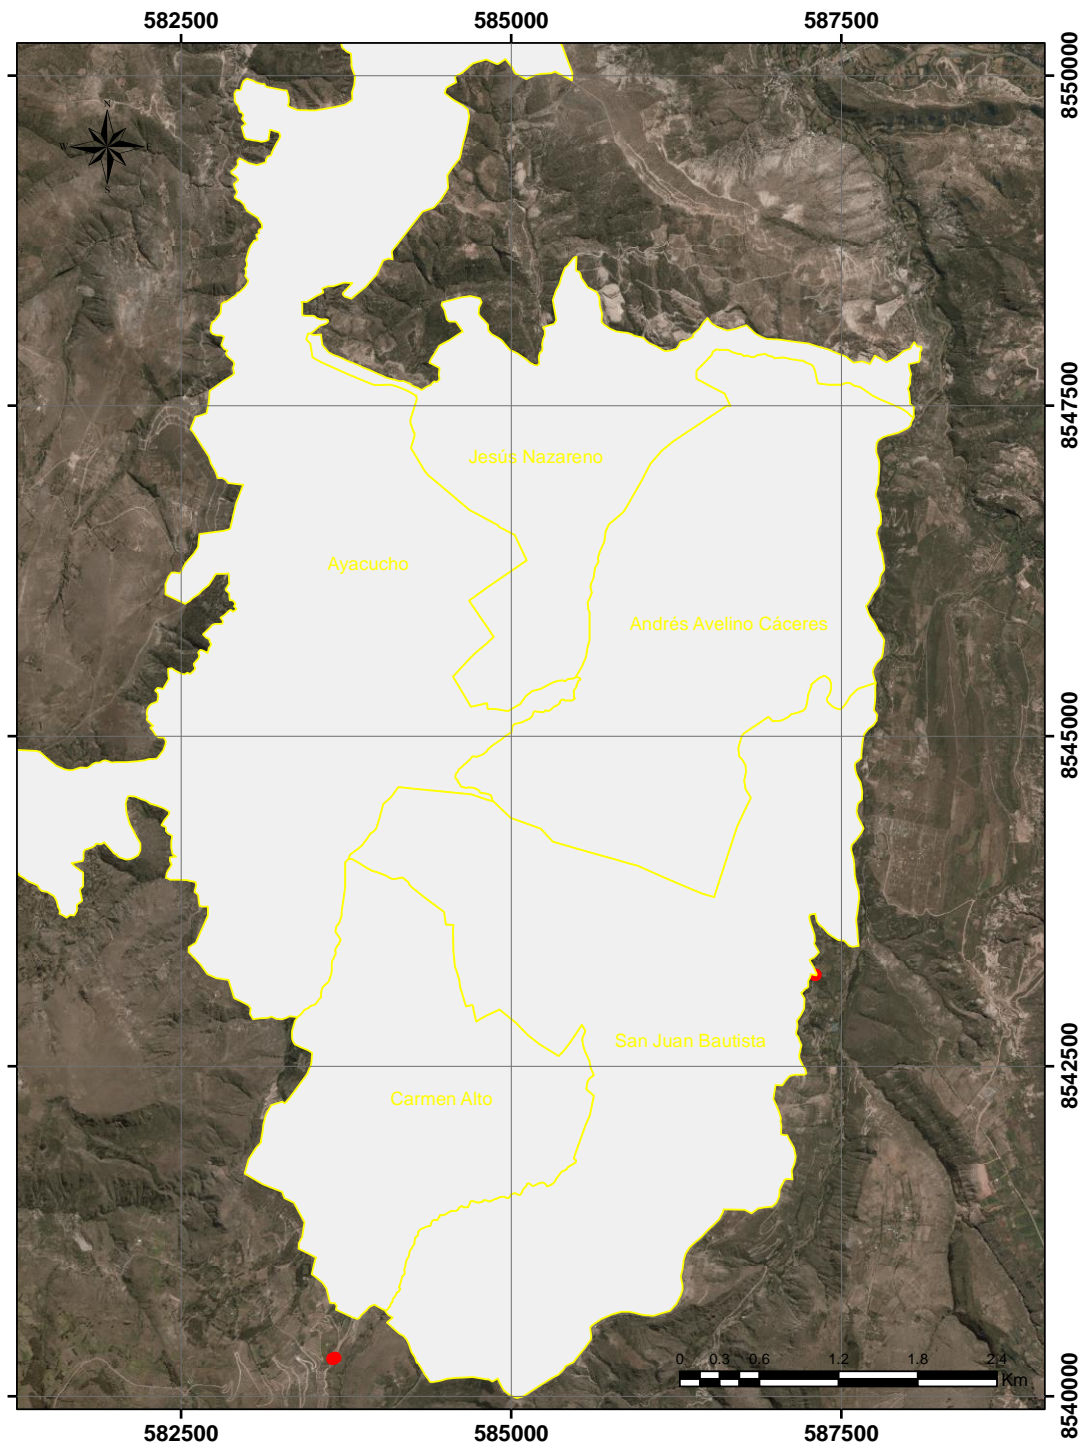 582500 585000 587500
8550000
N
W E
S
8547500
Jesús Nazareno
Ayacucho
Andrés Avelino Cáceres
8545000
San Juan Bautista
8542500
Carmen Alto
0 0.3 0.6 1.2 1.8 2.4
Km
8540000
582500 585000 587500